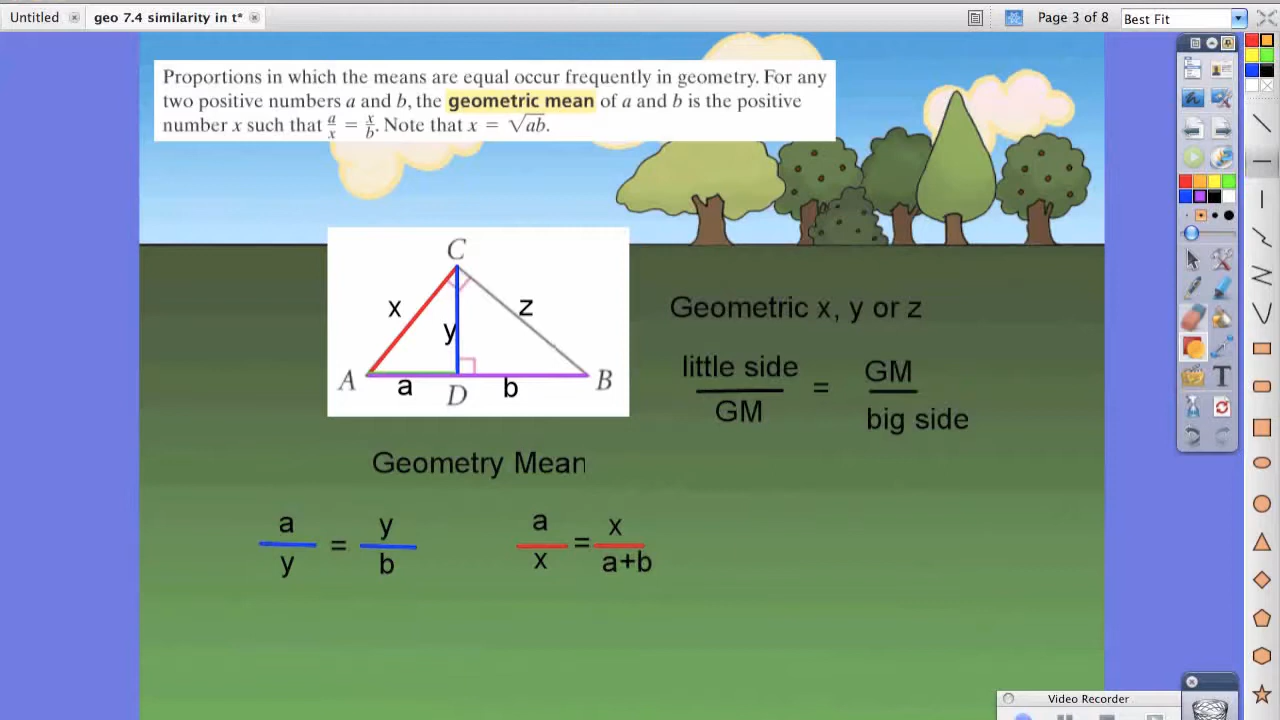 Untitled
geo 7.4 similarity in t*
Page 3 of 8
Best Fit
Proportions in which the means are equal occur frequently in geometry. For any
two positive numbers a and b, the geometric mean of a and b is the positive
number x such that a/x = x/b. Note that x = √ab.
C
x
z
y
A
a
D
b
B
Geometric x, y or z
little side
GM
=
GM
big side
Geometry Mean
a
y
=
y
b
a
x
=
x
a+b
T
Video Recorder